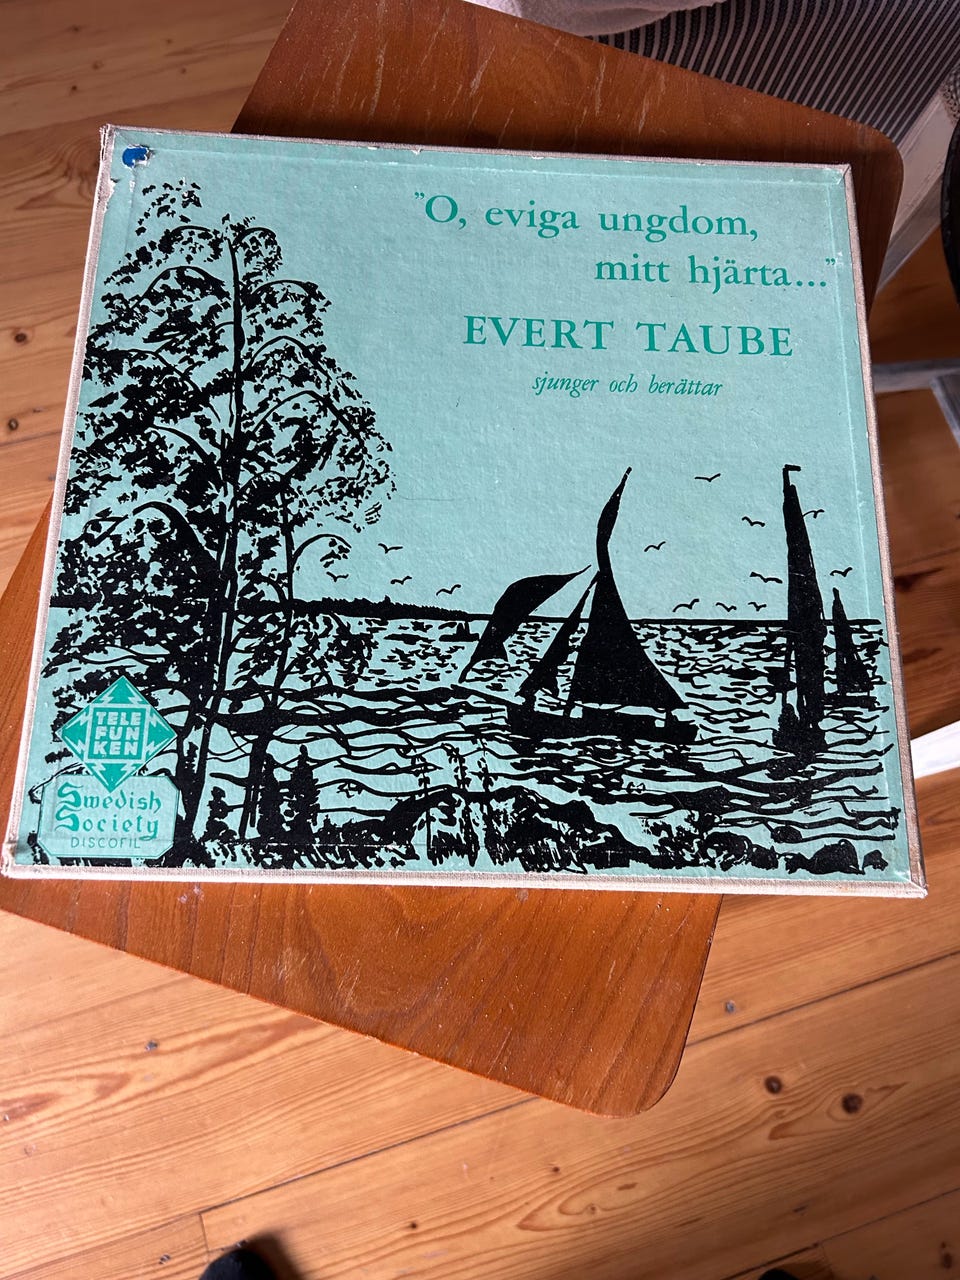 "O, eviga ungdom,
mitt hjärta..."
EVERT TAUBE
sjunger och berättar
TELE
FUN
KEN
Swedish
Society
DISCOFIL